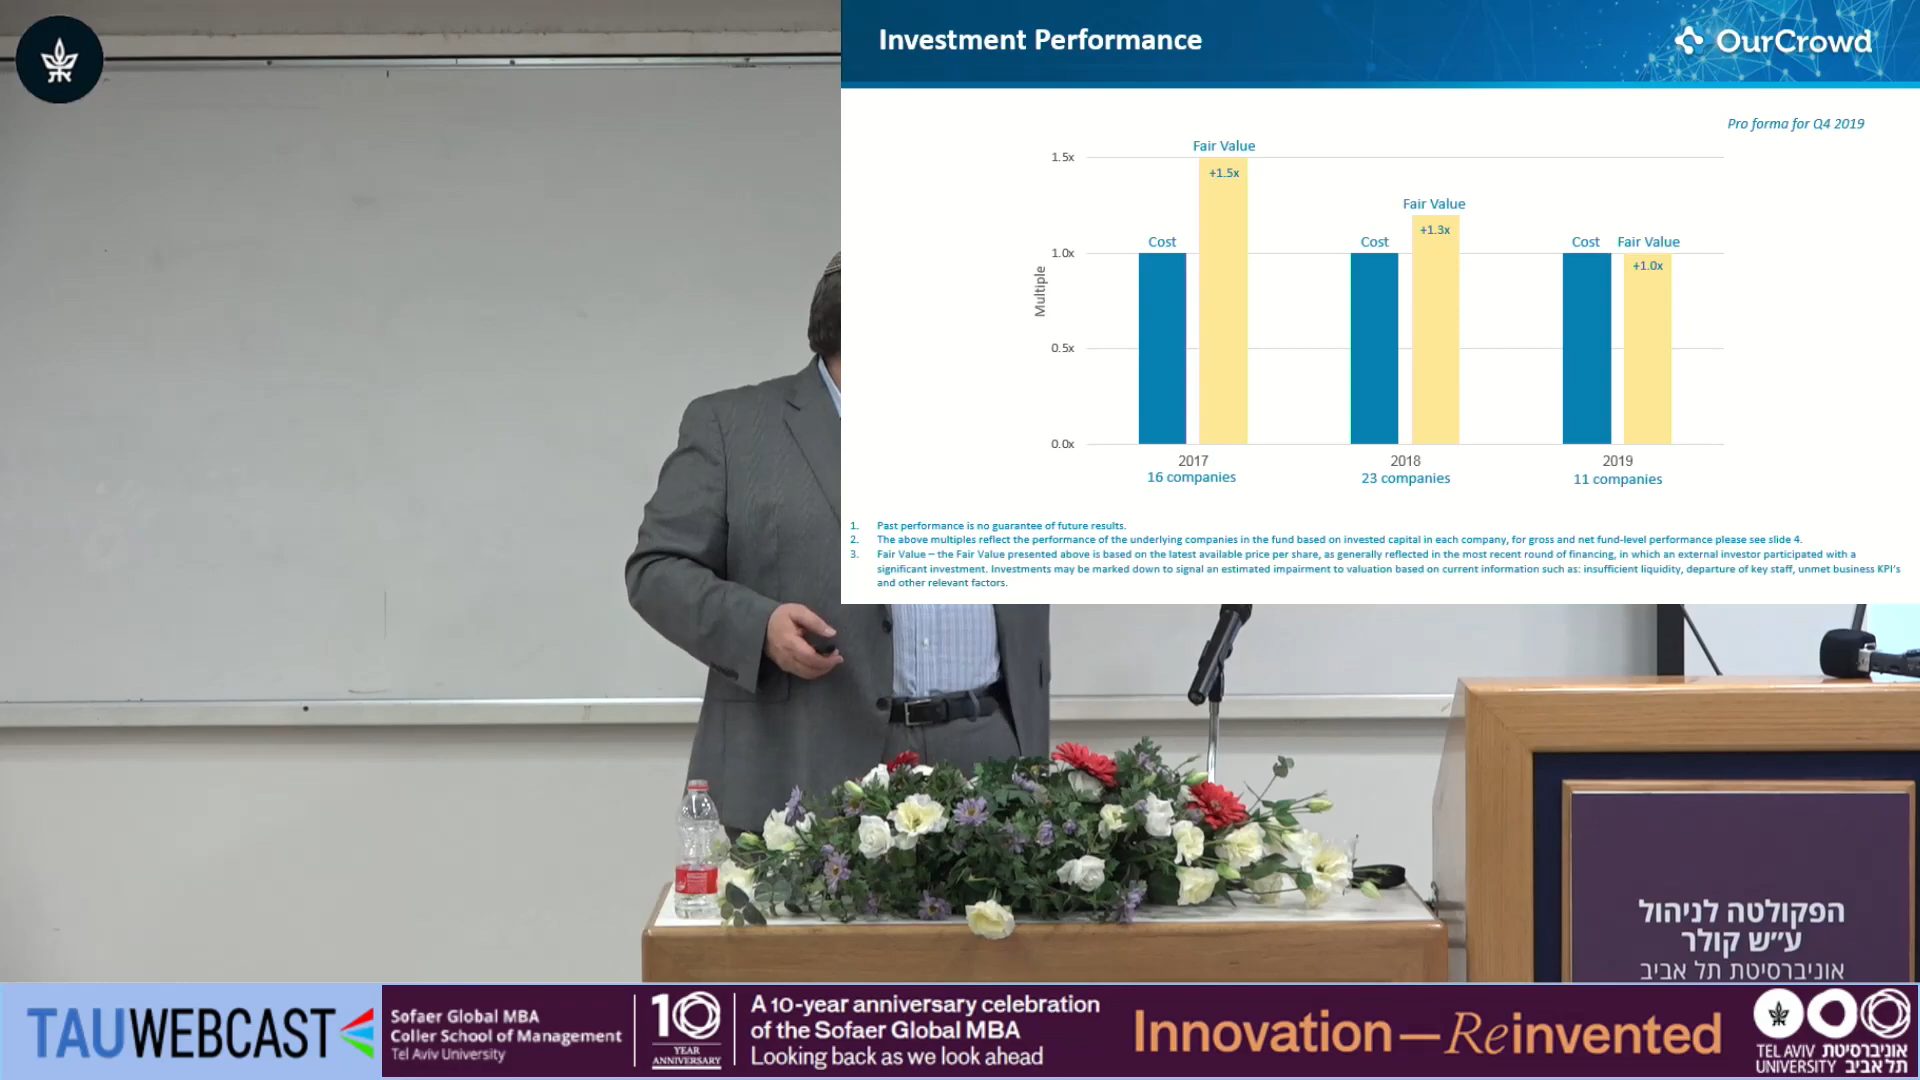 Investment Performance
OurCrowd
Pro forma for Q4 2019
Fair Value
1.5x
+1.5x
Fair Value
+1.3x
Cost
Cost
Cost
Fair Value
1.0x
+1.0x
Multiple
0.5x
0.0x
2017
2018
2019
16 companies
23 companies
11 companies
1. Past performance is no guarantee of future results.
2. The above multiples reflect the performance of the underlying companies in the fund based on invested capital in each company, for gross and net fund-level performance please see slide 4.
3. Fair Value – the Fair Value presented above is based on the latest available price per share, as generally reflected in the most recent round of financing, in which an external investor participated with a
significant investment. Investments may be marked down to signal an estimated impairment to valuation based on current information such as: insufficient liquidity, departure of key staff, unmet business KPI's
and other relevant factors.
הפקולטה לניהול
ע״ש קולר
אוניברסיטת תל אביב
TAUWEBCAST
Sofaer Global MBA
Coller School of Management
Tel Aviv University
10
YEAR
ANNIVERSARY
A 10-year anniversary celebration
of the Sofaer Global MBA
Looking back as we look ahead
Innovation—Reinvented
TEL AVIV אוניברסיטת
UNIVERSITY תל אביב